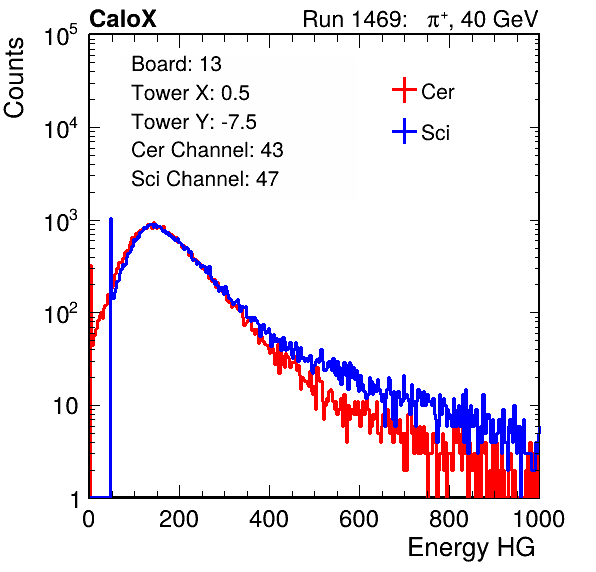 CaloX Run 1469: π⁺, 40 GeV
Counts
Board: 13
Tower X: 0.5
Tower Y: -7.5
Cer Channel: 43
Sci Channel: 47
Cer
Sci
10⁵
10⁴
10³
10²
10
1
0 200 400 600 800 1000
Energy HG